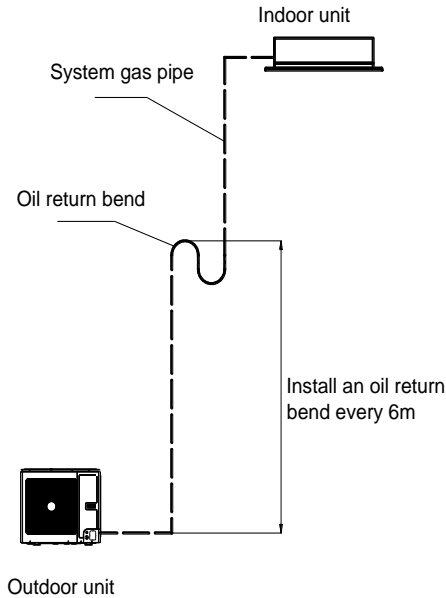 Indoor unit
System gas pipe
Oil return bend
Install an oil return
bend every 6m
Outdoor unit